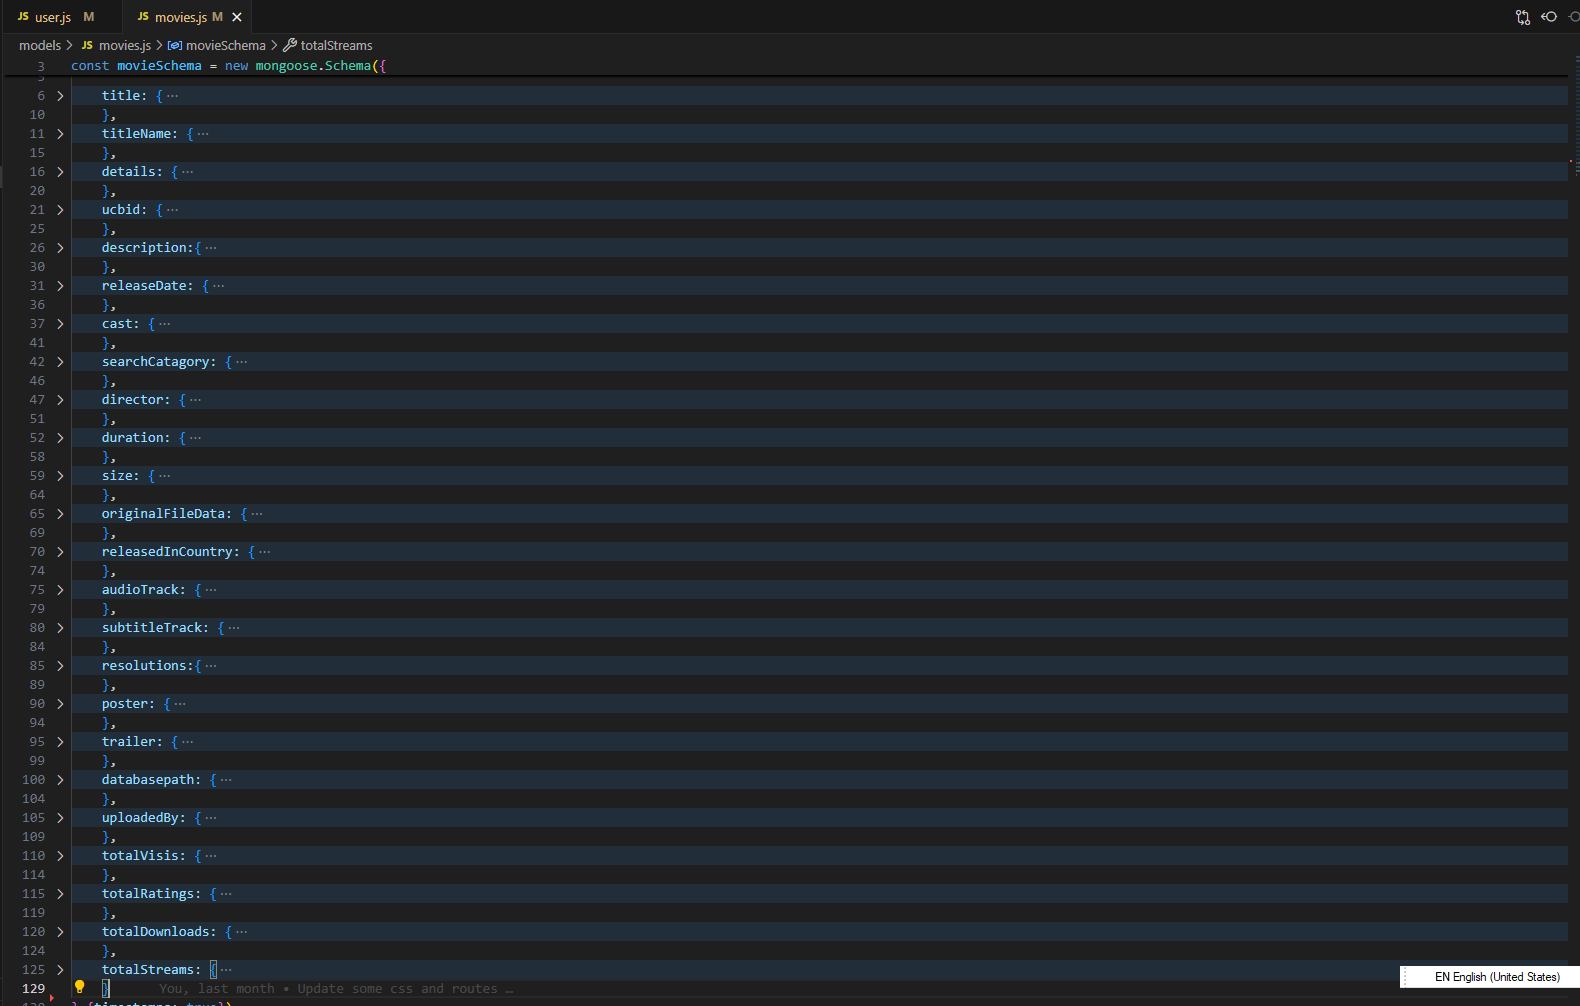 JS user.js M JS movies.js M
models > JS movies.js > movieSchema > totalStreams
3 const movieSchema = new mongoose.Schema({
6 title: { ···
10 },
11 titleName: { ···
15 },
16 details: { ···
20 },
21 ucbid: { ···
25 },
26 description:{ ···
30 },
31 releaseDate: { ···
36 },
37 cast: { ···
41 },
42 searchCatagory: { ···
46 },
47 director: { ···
51 },
52 duration: { ···
58 },
59 size: { ···
64 },
65 originalFileData: { ···
69 },
70 releasedInCountry: { ···
74 },
75 audioTrack: { ···
79 },
80 subtitleTrack: { ···
84 },
85 resolutions:{ ···
89 },
90 poster: { ···
94 },
95 trailer: { ···
99 },
100 databasepath: { ···
104 },
105 uploadedBy: { ···
109 },
110 totalVisis: { ···
114 },
115 totalRatings: { ···
119 },
120 totalDownloads: { ···
124 },
125 totalStreams: { ···
EN English (United States)
129 } You, last month • Update some css and routes …
130 },{timestamps: true})